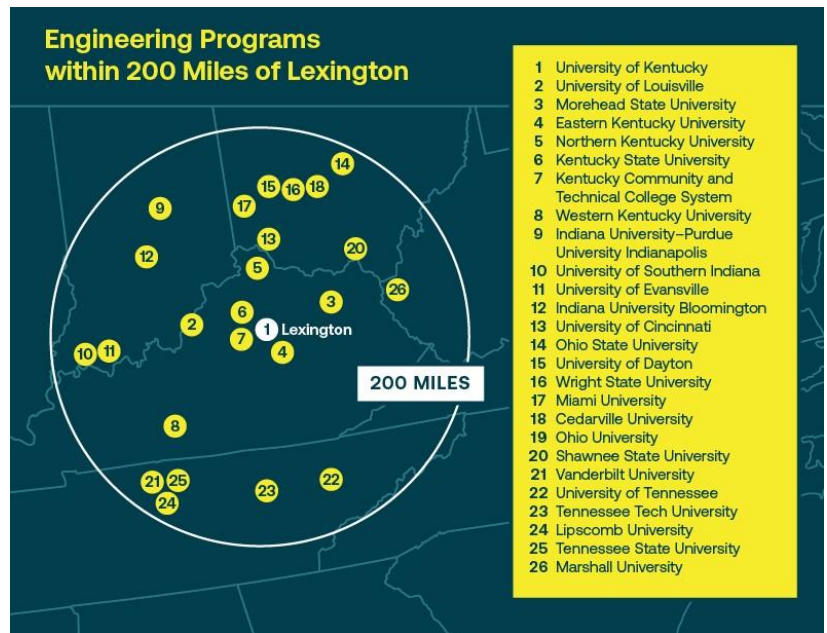 Engineering Programs
within 200 Miles of Lexington
1 University of Kentucky
2 University of Louisville
3 Morehead State University
4 Eastern Kentucky University
5 Northern Kentucky University
6 Kentucky State University
7 Kentucky Community and
Technical College System
8 Western Kentucky University
9 Indiana University–Purdue
University Indianapolis
10 University of Southern Indiana
11 University of Evansville
12 Indiana University Bloomington
13 University of Cincinnati
14 Ohio State University
15 University of Dayton
16 Wright State University
17 Miami University
18 Cedarville University
19 Ohio University
20 Shawnee State University
21 Vanderbilt University
22 University of Tennessee
23 Tennessee Tech University
24 Lipscomb University
25 Tennessee State University
26 Marshall University
14
15 16 18
17
9
13
20
12
5
26
3
6
2
1 Lexington
7
4
10 11
200 MILES
8
21 25
22
23
24